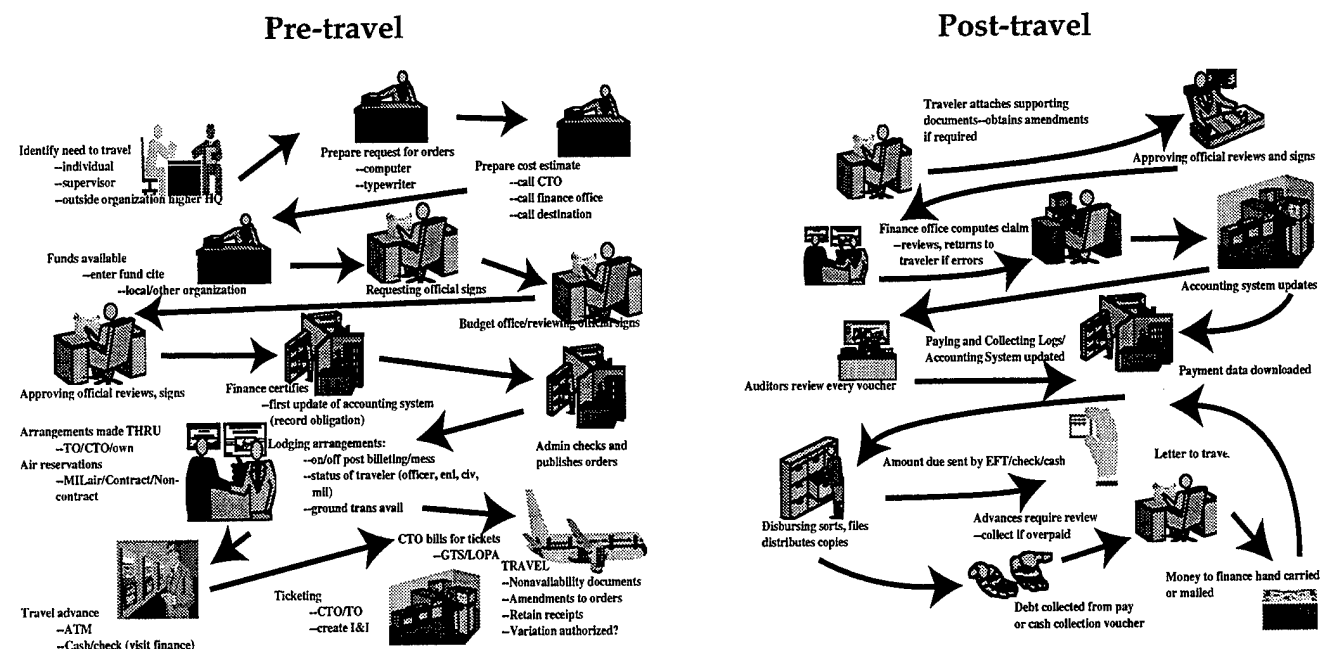 Pre-travel
Identify need to travel
--individual
--supervisor
--outside organization higher HQ
Prepare request for orders
--computer
--typewriter
Prepare cost estimate
--call CTO
--call finance office
--call destination
Funds available
--enter fund cite
--local/other organization
Requesting official signs
Budget office/reviewing official signs
Approving official reviews, signs
Finance certifies
--first update of accounting system
(record obligation)
Admin checks and
publishes orders
Arrangements made THRU
--TO/CTO/own
Air reservations
--MILair/Contract/Non-
contract
Lodging arrangements:
--on/off post billeting/mess
--status of traveler (officer, enl, civ,
mil)
--ground trans avail
Travel advance
--ATM
--Cash/check (visit finance)
CTO bills for tickets
--GTS/LOPA
Ticketing
--CTO/TO
--create I&I
TRAVEL
--Nonavailability documents
--Amendments to orders
--Retain receipts
--Variation authorized?
Post-travel
Traveler attaches supporting
documents--obtains amendments
if required
Approving official reviews and signs
Finance office computes claim
--reviews, returns to
traveler if errors
Accounting system updates
Auditors review every voucher
Paying and Collecting Logs/
Accounting System updated
Payment data downloaded
Disbursing sorts, files
distributes copies
Amount due sent by EFT/check/cash
Advances require review
--collect if overpaid
Letter to trave.
Debt collected from pay
or cash collection voucher
Money to finance hand carried
or mailed